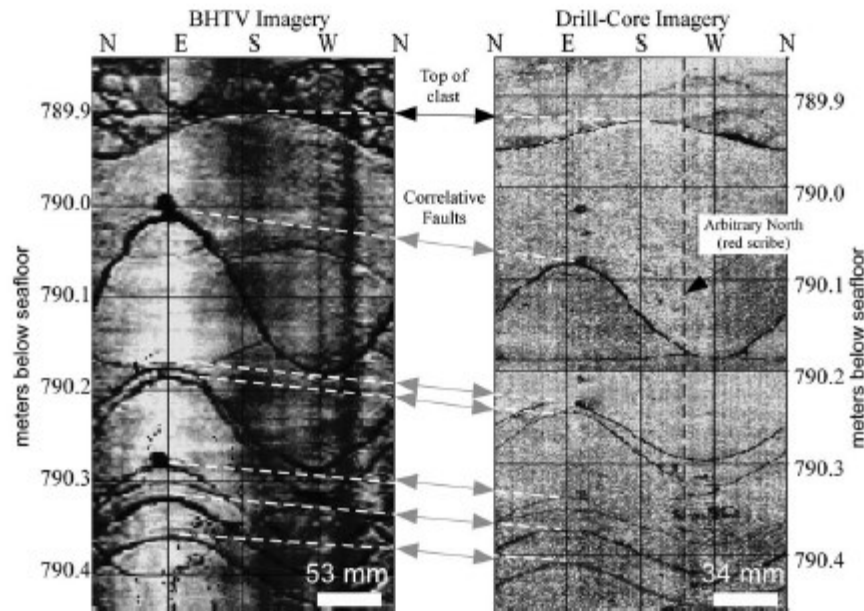 BHTV Imagery
N E S W N
Drill-Core Imagery
N E S W N
Top of
clast
Correlative
Faults
Arbitrary North
(red scribe)
meters below seafloor
789.9
790.0
790.1
790.2
790.3
790.4
53 mm
meters below seafloor
789.9
790.0
790.1
790.2
790.3
790.4
34 mm